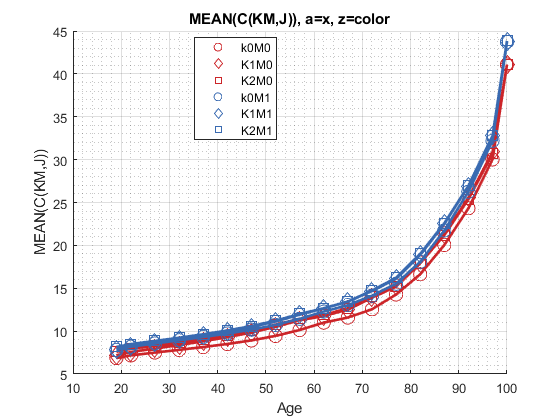 MEAN(C(KM,J)), a=x, z=color
k0M0
K1M0
K2M0
k0M1
K1M1
K2M1
MEAN(C(KM,J))
45
40
35
30
25
20
15
10
5
10 20 30 40 50 60 70 80 90 100
Age